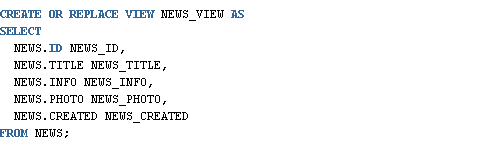 CREATE OR REPLACE VIEW NEWS_VIEW AS
SELECT
  NEWS.ID NEWS_ID,
  NEWS.TITLE NEWS_TITLE,
  NEWS.INFO NEWS_INFO,
  NEWS.PHOTO NEWS_PHOTO,
  NEWS.CREATED NEWS_CREATED
FROM NEWS;